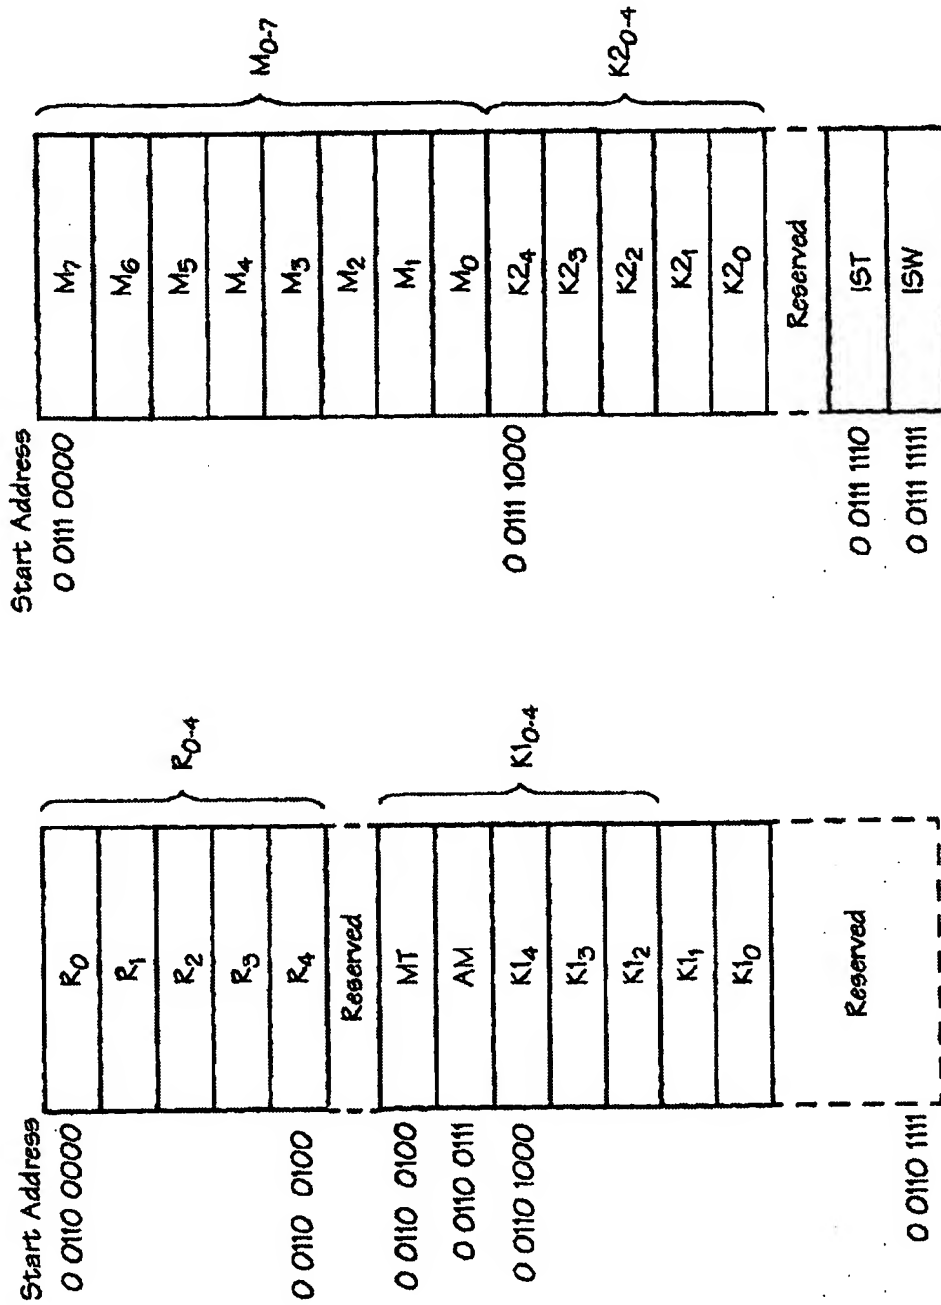 Start Address
0 0110 0000
R0
R1
R2
R3
0 0110 0100
R4
R0-4
Reserved
0 0110 0100
MT
0 0110 0111
AM
0 0110 1000
K14
K13
K12
K11
K10
K10-4
Reserved
0 0110 1111
Start Address
0 0111 0000
M7
M6
M5
M4
M3
M2
M1
M0
M0-7
0 0111 1000
K24
K23
K22
K21
K20
K20-4
Reserved
0 0111 1110
IST
0 0111 11111
ISW